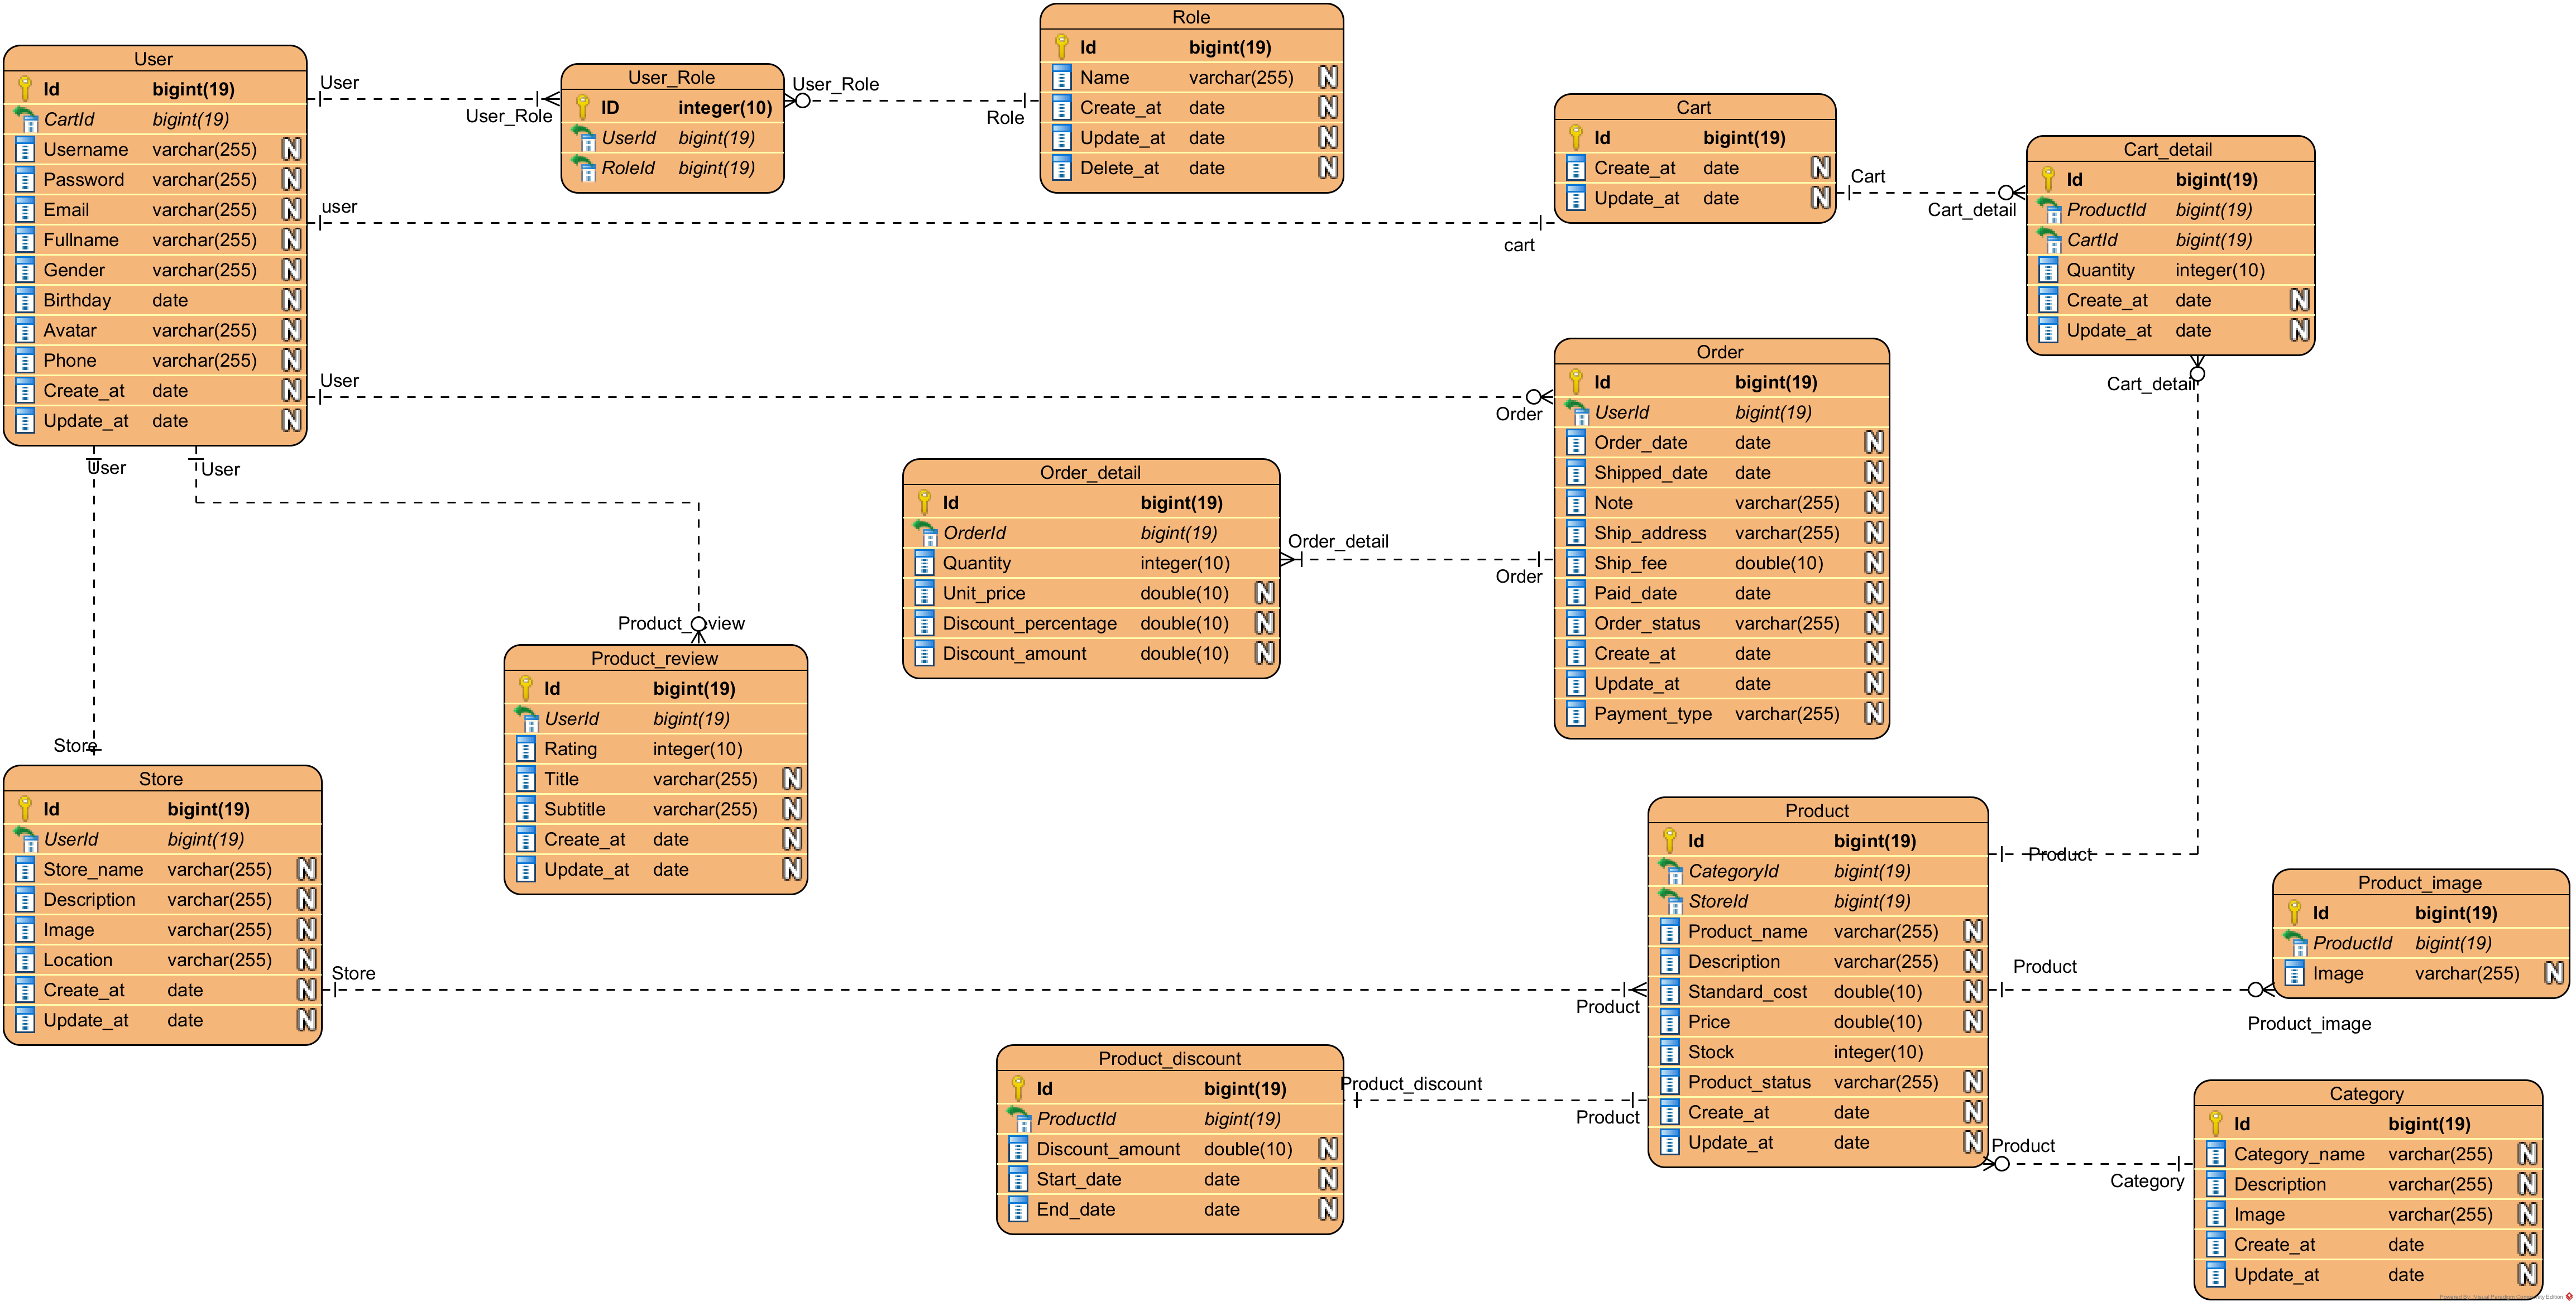 User
Id bigint(19)
CartId bigint(19)
Username varchar(255) N
Password varchar(255) N
Email varchar(255) N
Fullname varchar(255) N
Gender varchar(255) N
Birthday date N
Avatar varchar(255) N
Phone varchar(255) N
Create_at date N
Update_at date N
User
User_Role
User_Role
ID integer(10)
UserId bigint(19)
RoleId bigint(19)
User_Role
Role
Role
Id bigint(19)
Name varchar(255) N
Create_at date N
Update_at date N
Delete_at date N
user
cart
Cart
Id bigint(19)
Create_at date N
Update_at date N
Cart
Cart_detail
Cart_detail
Id bigint(19)
ProductId bigint(19)
CartId bigint(19)
Quantity integer(10)
Create_at date N
Update_at date N
Cart_detail
Product
User
Order
Order
Id bigint(19)
UserId bigint(19)
Order_date date N
Shipped_date date N
Note varchar(255) N
Ship_address varchar(255) N
Ship_fee double(10) N
Paid_date date N
Order_status varchar(255) N
Create_at date N
Update_at date N
Payment_type varchar(255) N
Order_detail
Order
Order_detail
Id bigint(19)
OrderId bigint(19)
Quantity integer(10)
Unit_price double(10) N
Discount_percentage double(10) N
Discount_amount double(10) N
User
User
Product_review
Product_review
Id bigint(19)
UserId bigint(19)
Rating integer(10)
Title varchar(255) N
Subtitle varchar(255) N
Create_at date N
Update_at date N
Store
Store
Id bigint(19)
UserId bigint(19)
Store_name varchar(255) N
Description varchar(255) N
Image varchar(255) N
Location varchar(255) N
Create_at date N
Update_at date N
Store
Product
Product
Id bigint(19)
CategoryId bigint(19)
StoreId bigint(19)
Product_name varchar(255) N
Description varchar(255) N
Standard_cost double(10) N
Price double(10) N
Stock integer(10)
Product_status varchar(255) N
Create_at date N
Update_at date N
Product
Product_image
Product_image
Id bigint(19)
ProductId bigint(19)
Image varchar(255) N
Product_discount
Product
Product_discount
Id bigint(19)
ProductId bigint(19)
Discount_amount double(10) N
Start_date date N
End_date date N
Product
Category
Category
Id bigint(19)
Category_name varchar(255) N
Description varchar(255) N
Image varchar(255) N
Create_at date N
Update_at date N
Powered By: Visual Paradigm Community Edition